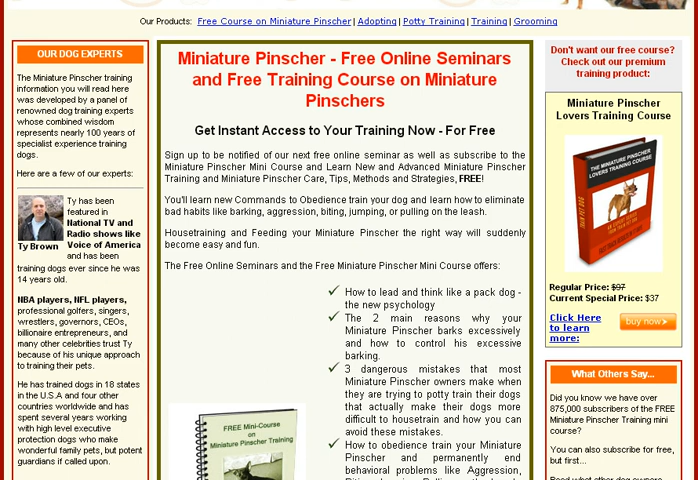 Our Products: Free Course on Miniature Pinscher | Adopting | Potty Training | Training | Grooming
OUR DOG EXPERTS
The Miniature Pinscher training
information you will read here
was developed by a panel of
renowned dog training experts
whose combined wisdom
represents nearly 100 years of
specialist experience training
dogs.
Here are a few of our experts:
Ty Brown
Ty has been
featured in
National TV and
Radio shows like
Voice of America
and has been
training dogs ever since he was
14 years old.
NBA players, NFL players,
professional golfers, singers,
wrestlers, governors, CEOs,
billionaire entrepreneurs, and
many other celebrities trust Ty
because of his unique approach
to training their pets.
He has trained dogs in 18 states
in the U.S.A and four other
countries worldwide and has
spent several years working
with high level executive
protection dogs who make
wonderful family pets, but potent
guardians if called upon.
Miniature Pinscher - Free Online Seminars
and Free Training Course on Miniature
Pinschers
Get Instant Access to Your Training Now - For Free
Sign up to be notified of our next free online seminar as well as subscribe to the
Miniature Pinscher Mini Course and Learn New and Advanced Miniature Pinscher
Training and Miniature Pinscher Care, Tips, Methods and Strategies, FREE!
You'll learn new Commands to Obedience train your dog and learn how to eliminate
bad habits like barking, aggression, biting, jumping, or pulling on the leash.
Housetraining and Feeding your Miniature Pinscher the right way will suddenly
become easy and fun.
The Free Online Seminars and the Free Miniature Pinscher Mini Course offers:
How to lead and think like a pack dog -
the new psychology
The 2 main reasons why your
Miniature Pinscher barks excessively
and how to control his excessive
barking.
3 dangerous mistakes that most
Miniature Pinscher owners make when
they are trying to potty train their dogs
that actually make their dogs more
difficult to housetrain and how you can
avoid these mistakes.
How to obedience train your Miniature
Pinscher and permanently end
behavioral problems like Aggression,
FREE Mini-Course
on
Miniature Pinscher Training
Don't want our free course?
Check out our premium
training product:
Miniature Pinscher
Lovers Training Course
THE MINIATURE PINSCHER
LOVERS TRAINING COURSE
Regular Price: $97
Current Special Price: $37
Click Here
to learn
more:
buy now
What Others Say...
Did you know we have over
875,000 subscribers of the FREE
Miniature Pinscher Training mini
course?
You can also subscribe for free,
but first...
Read what other dog owners